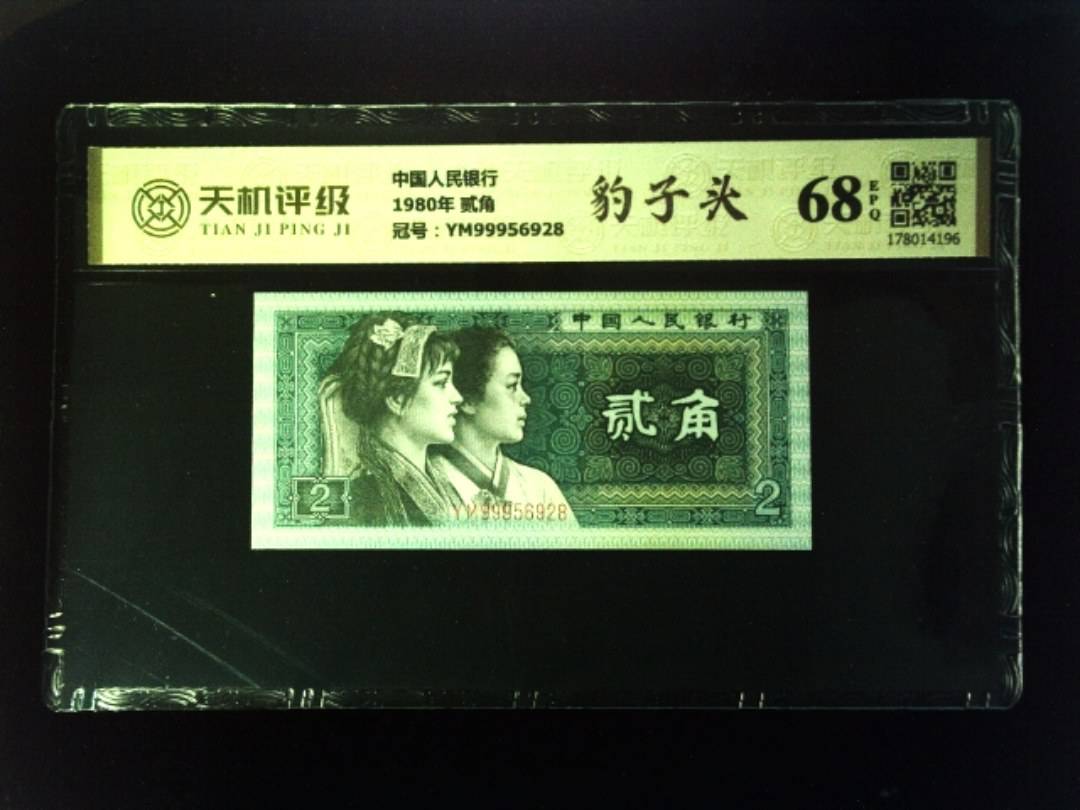 天机评级
TIAN JI PING JI
中国人民银行
1980年 贰角
冠号：YM99956928
豹子头
68
EPQ
178014196
中国人民银行
贰角
2
YM99956928
2